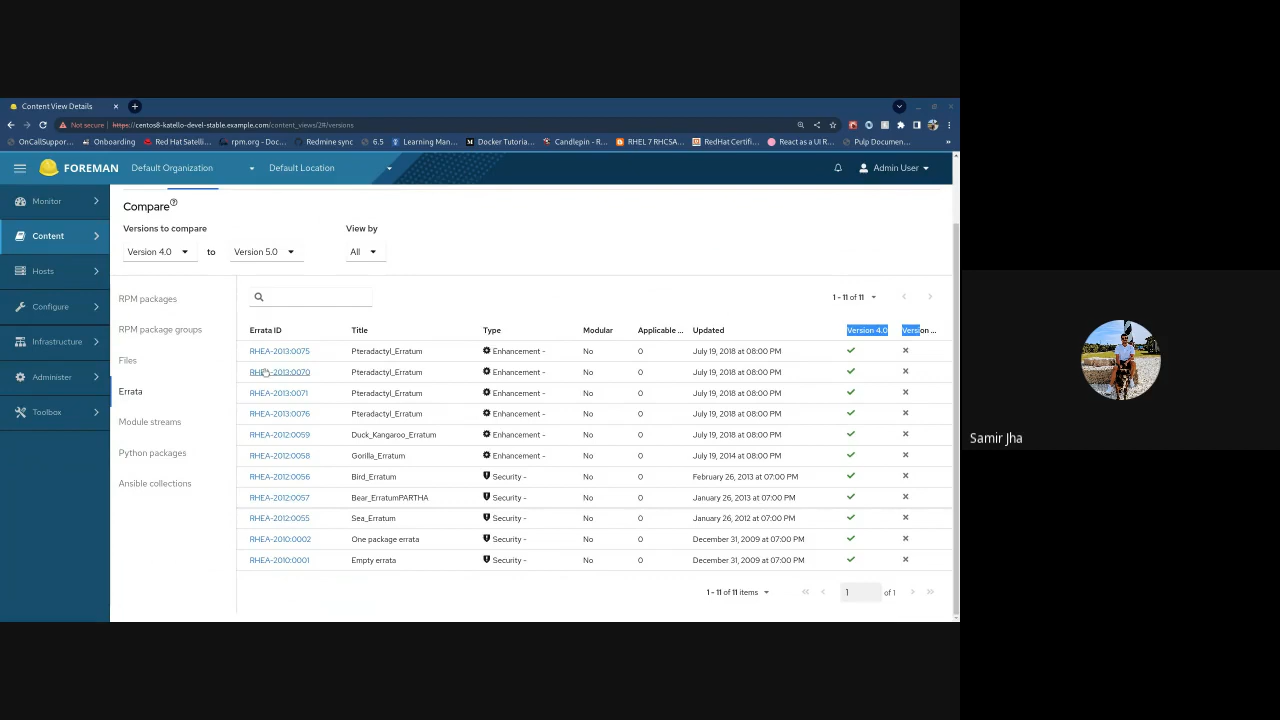 Content View Details
Not secure https://centos8-katello-devel-stable.example.com/content_views/2#/versions
OnCallSuppor... Onboarding Red Hat Satelli... rpm.org - Doc... Redmine sync 6.5 Learning Man... Docker Tutoria... Candlepin - R... RHEL 7 RHCSA... RedHat Certifi... React as a UI R... Pulp Documen... »
FOREMAN Default Organization Default Location Admin User
Monitor
Content
Hosts
Configure
Infrastructure
Administer
Toolbox
Compare
Versions to compare View by
Version 4.0 to Version 5.0 All
RPM packages
RPM package groups
Files
Errata
Module streams
Python packages
Ansible collections
1 - 11 of 11
Errata ID Title Type Modular Applicable ... Updated Version 4.0 Version ...
RHEA-2013:0075 Pteradactyl_Erratum Enhancement - No 0 July 19, 2018 at 08:00 PM
RHEA-2013:0070 Pteradactyl_Erratum Enhancement - No 0 July 19, 2018 at 08:00 PM
RHEA-2013:0071 Pteradactyl_Erratum Enhancement - No 0 July 19, 2018 at 08:00 PM
RHEA-2013:0076 Pteradactyl_Erratum Enhancement - No 0 July 19, 2018 at 08:00 PM
RHEA-2012:0059 Duck_Kangaroo_Erratum Enhancement - No 0 July 19, 2018 at 08:00 PM
RHEA-2012:0058 Gorilla_Erratum Enhancement - No 0 July 19, 2014 at 08:00 PM
RHEA-2012:0056 Bird_Erratum Security - No 0 February 26, 2013 at 07:00 PM
RHEA-2012:0057 Bear_ErratumPARTHA Security - No 0 January 26, 2013 at 07:00 PM
RHEA-2012:0055 Sea_Erratum Security - No 0 January 26, 2012 at 07:00 PM
RHEA-2010:0002 One package errata Security - No 0 December 31, 2009 at 07:00 PM
RHEA-2010:0001 Empty errata Security - No 0 December 31, 2009 at 07:00 PM
1 - 11 of 11 items 1 of 1
Samir Jha